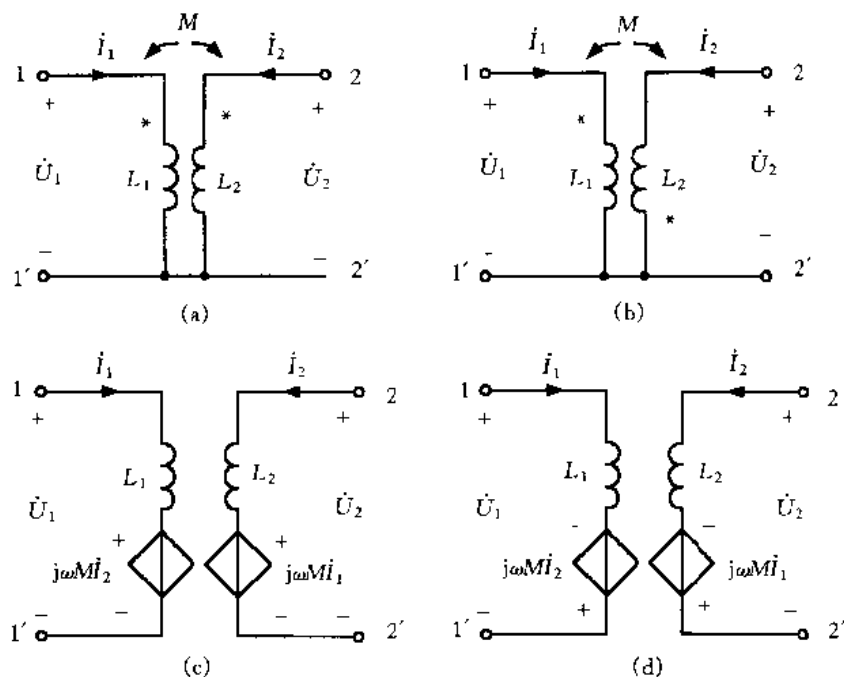 M
İ₁ İ₂
1 2
+ +
* *
U̇₁ L₁ L₂ U̇₂
− −
1′ 2′
(a)
M
İ₁ İ₂
1 2
+ +
*
U̇₁ L₁ L₂ U̇₂
*
- −
1′ 2′
(b)
İ₁ İ₂
1 2
+ +
L₁ L₂
U̇₁ U̇₂
+ +
jωMİ₂ jωMİ₁
− − − −
1′ 2′
(c)
İ₁ İ₂
1 2
+ +
L₁ L₂
U̇₁ U̇₂
- −
jωMİ₂ jωMİ₁
− + + −
1′ 2′
(d)